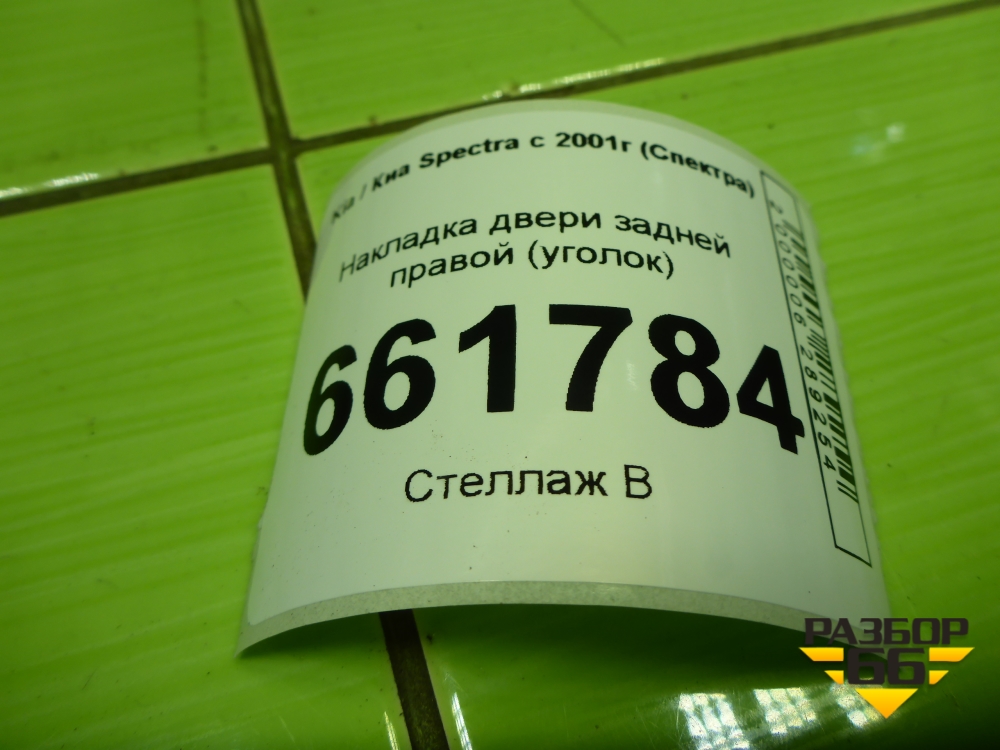 Kia / Киа Spectra с 2001г (Спектра)
Накладка двери задней
правой (уголок)
661784
Стеллаж В
2000006289254
РАЗБОР
66